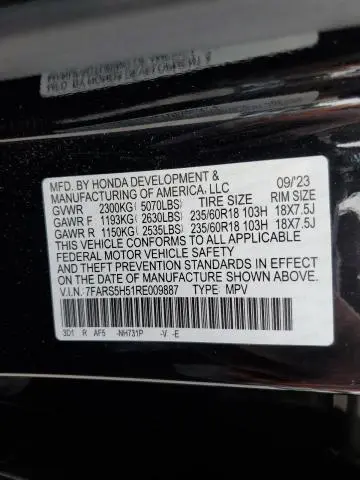 MFD. BY HONDA DEVELOPMENT & 09/'23
MANUFACTURING OF AMERICA, LLC
GVWR 2300KG(5070LBS) TIRE SIZE RIM SIZE
GAWR F 1193KG(2630LBS) 235/60R18 103H 18X7.5J
GAWR R 1150KG(2535LBS) 235/60R18 103H 18X7.5J
THIS VEHICLE CONFORMS TO ALL APPLICABLE
FEDERAL MOTOR VEHICLE SAFETY STANDARDS IN
EFFECT ON THE DATE OF MANUFACTURE SHOWN ABOVE.
V.I.N.:7FARS5H51RE009887 TYPE: MPV
3D1 R AF5 -NH731P -V -E